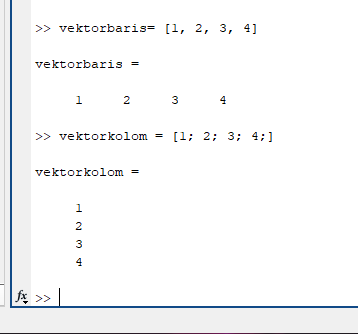 >> vektorbaris= [1, 2, 3, 4]
vektorbaris =
1 2 3 4
>> vektorkolom = [1; 2; 3; 4;]
vektorkolom =
1
2
3
4
fx >>